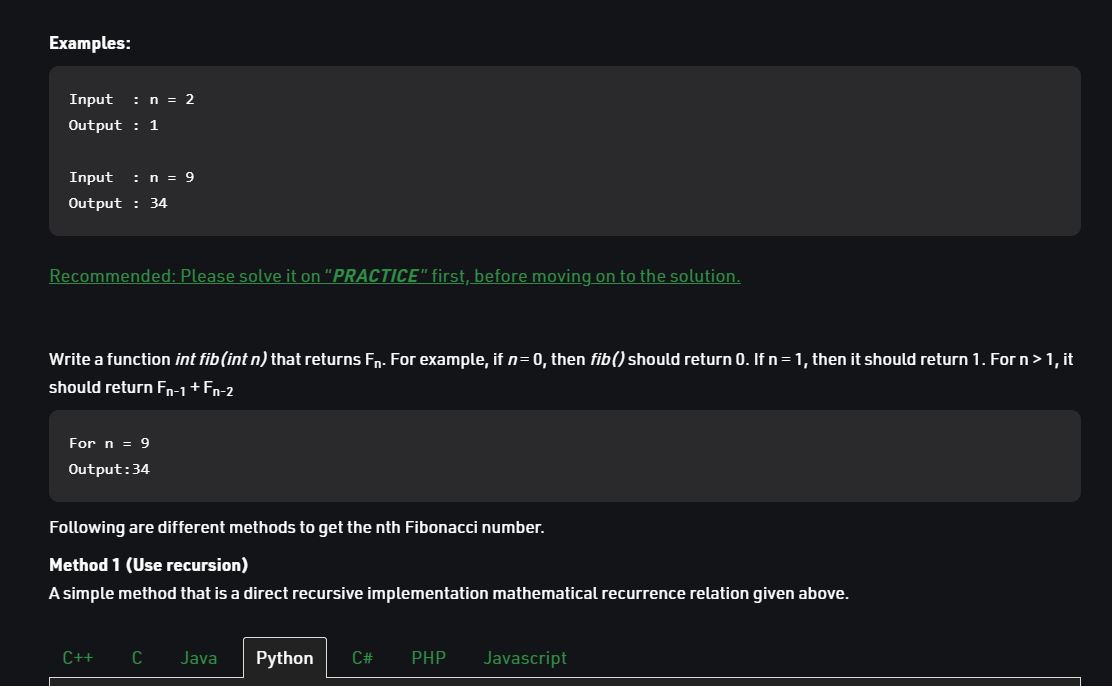 Examples:
Input  : n = 2
Output : 1
Input  : n = 9
Output : 34
Recommended: Please solve it on “PRACTICE” first, before moving on to the solution.
Write a function int fib(int n) that returns Fn. For example, if n = 0, then fib() should return 0. If n = 1, then it should return 1. For n > 1, it
should return Fn-1 + Fn-2
For n = 9
Output:34
Following are different methods to get the nth Fibonacci number.
Method 1 (Use recursion)
A simple method that is a direct recursive implementation mathematical recurrence relation given above.
C++ C Java Python C# PHP Javascript